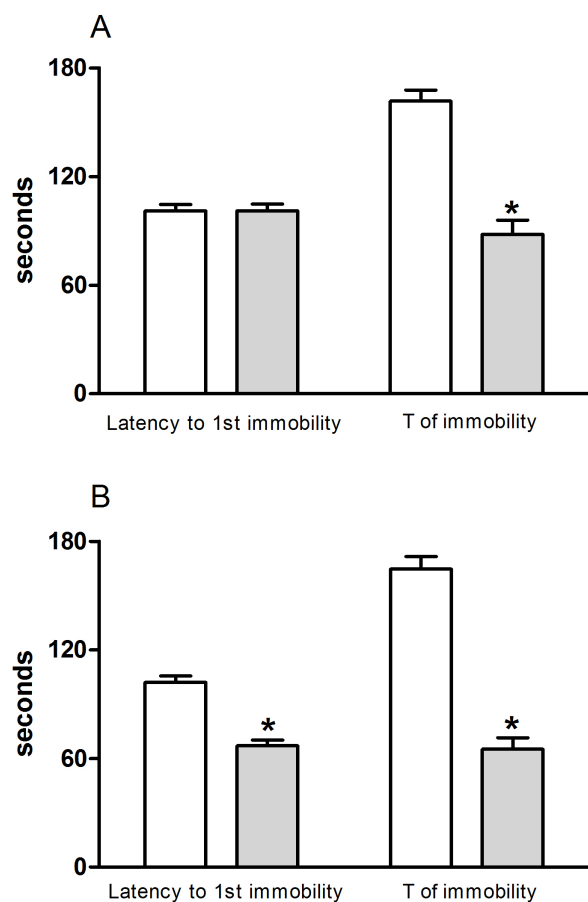 A
180
120
60
0
seconds
*
Latency to 1st immobility
T of immobility
B
180
120
60
0
seconds
*
*
Latency to 1st immobility
T of immobility